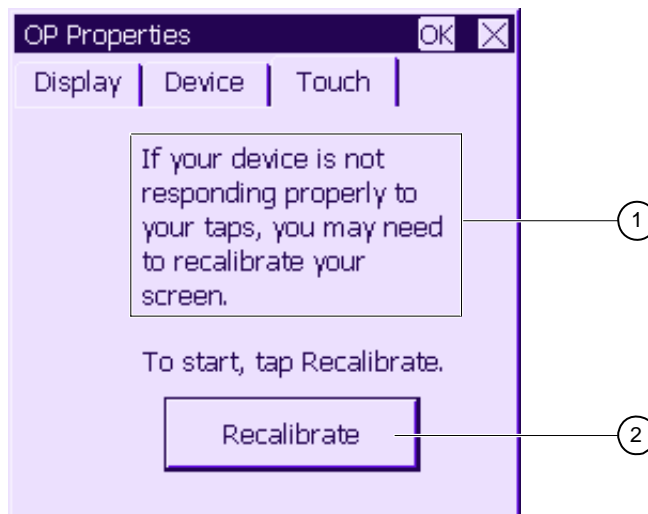 OP Properties OK X
Display Device Touch
If your device is not
responding properly to
your taps, you may need
to recalibrate your
screen.
1
To start, tap Recalibrate.
Recalibrate
2